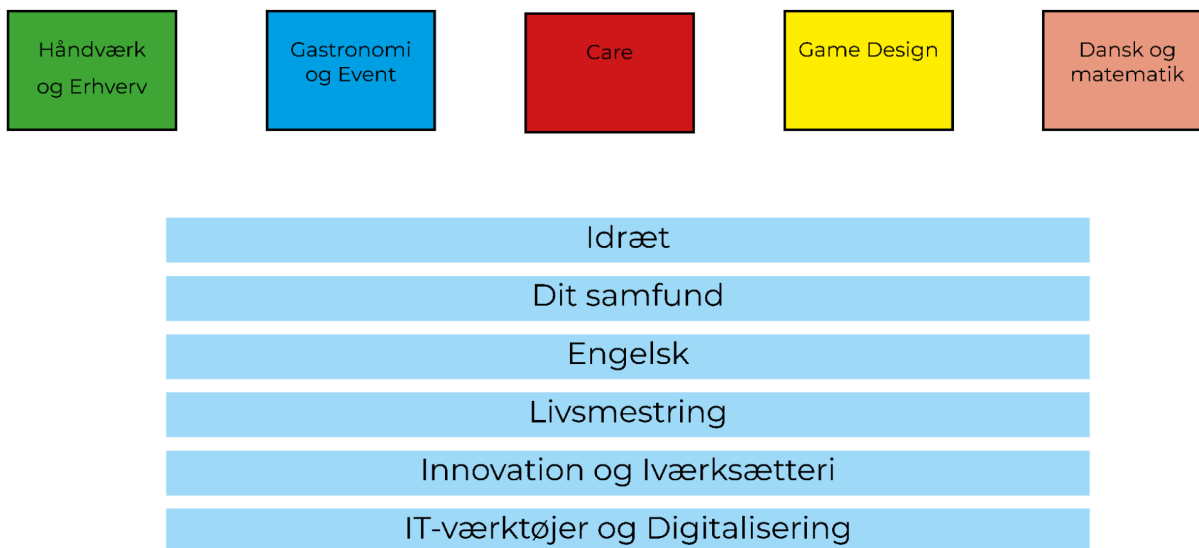 Håndværk
og Erhverv
Gastronomi
og Event
Care
Game Design
Dansk og
matematik
Idræt
Dit samfund
Engelsk
Livsmestring
Innovation og Iværksætteri
IT-værktøjer og Digitalisering